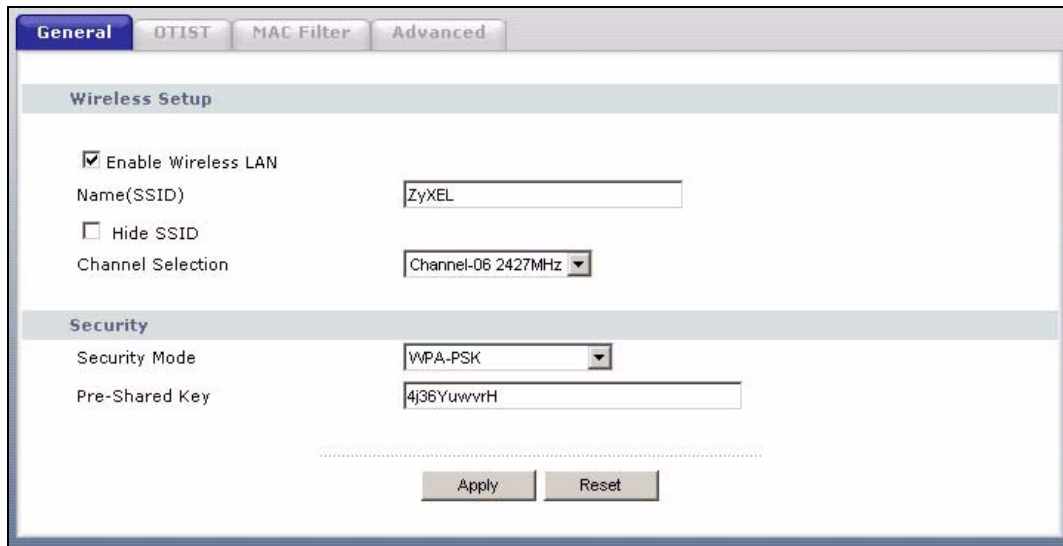 General OTIST MAC Filter Advanced
Wireless Setup
Enable Wireless LAN
Name(SSID) ZyXEL
Hide SSID
Channel Selection Channel-06 2427MHz
Security
Security Mode WPA-PSK
Pre-Shared Key 4j36YuwvrH
Apply Reset